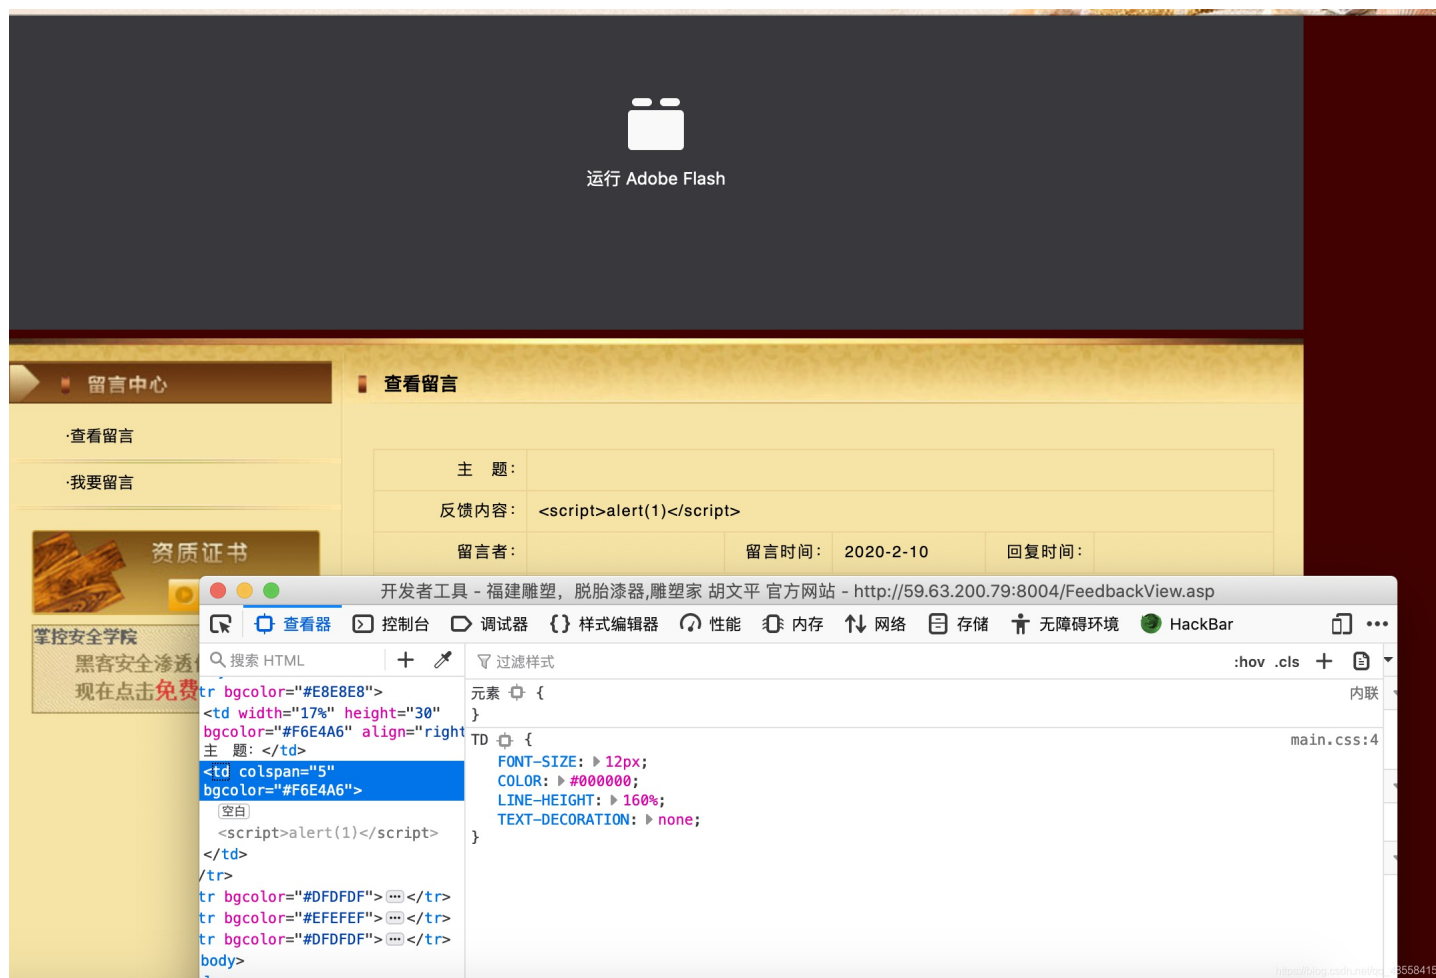 运行 Adobe Flash
留言中心
查看留言
·查看留言
·我要留言
主 题：
反馈内容： <script>alert(1)</script>
留言者： 留言时间： 2020-2-10 回复时间：
资质证书
掌控安全学院
黑客安全渗透
现在点击免费
开发者工具 - 福建雕塑，脱胎漆器,雕塑家 胡文平 官方网站 - http://59.63.200.79:8004/FeedbackView.asp
查看器 控制台 调试器 {} 样式编辑器 性能 内存 网络 存储 无障碍环境 HackBar
搜索 HTML + 过滤样式 :hov .cls +
tr bgcolor="#E8E8E8">
<td width="17%" height="30"
bgcolor="#F6E4A6" align="right
主 题：</td>
<td colspan="5"
bgcolor="#F6E4A6">
空白
<script>alert(1)</script>
</td>
/tr>
tr bgcolor="#DFDFDF"></tr>
tr bgcolor="#EFEFEF"></tr>
tr bgcolor="#DFDFDF"></tr>
body>
元素 { 内联
}
TD { main.css:4
FONT-SIZE: 12px;
COLOR: #000000;
LINE-HEIGHT: 160%;
TEXT-DECORATION: none;
}